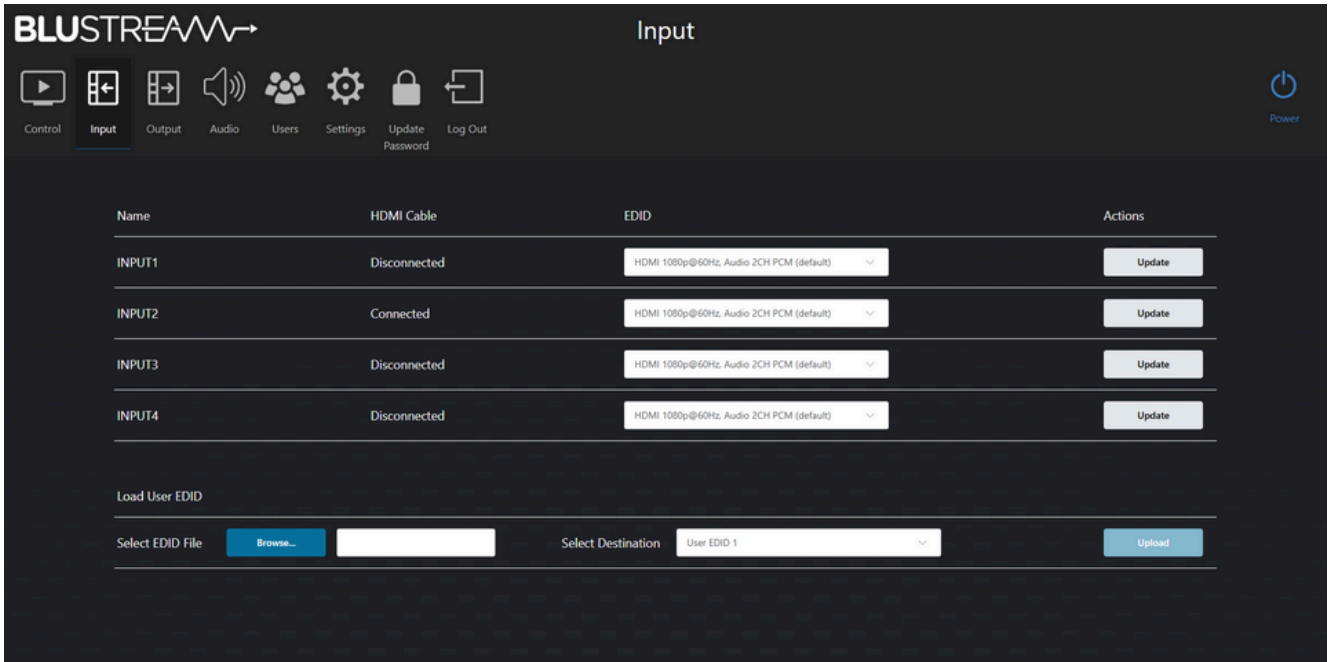 BLUSTREAM
Input
Control Input Output Audio Users Settings Update Password Log Out
Power
Name HDMI Cable EDID Actions
INPUT1 Disconnected HDMI 1080p@60Hz, Audio 2CH PCM (default) Update
INPUT2 Connected HDMI 1080p@60Hz, Audio 2CH PCM (default) Update
INPUT3 Disconnected HDMI 1080p@60Hz, Audio 2CH PCM (default) Update
INPUT4 Disconnected HDMI 1080p@60Hz, Audio 2CH PCM (default) Update
Load User EDID
Select EDID File Browse... Select Destination User EDID 1 Upload